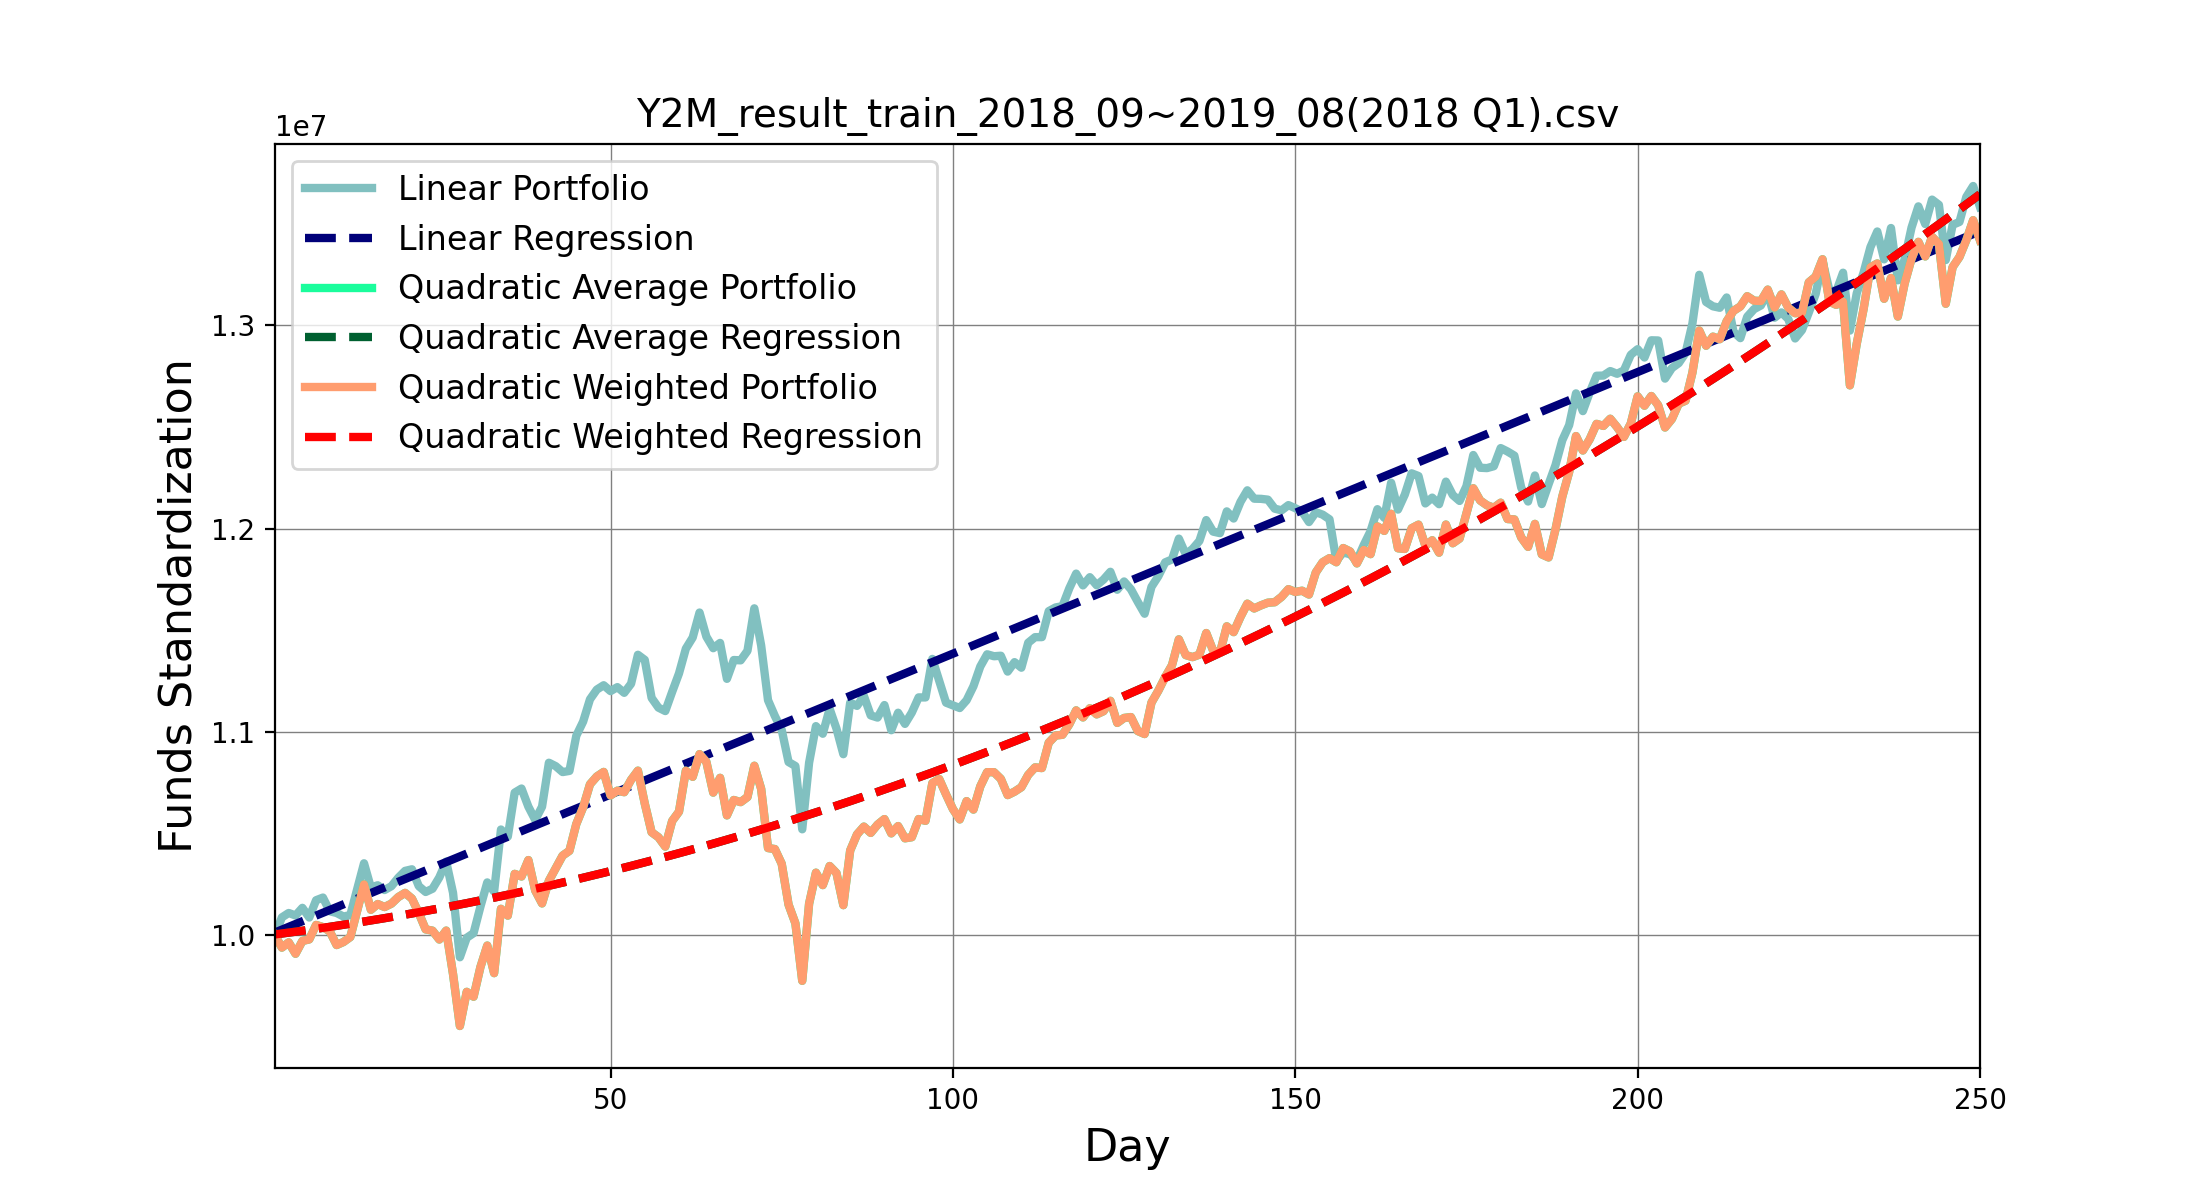 Y2M_result_train_2018_09~2019_08(2018 Q1).csv
1e7
Linear Portfolio
Linear Regression
Quadratic Average Portfolio
Quadratic Average Regression
Quadratic Weighted Portfolio
Quadratic Weighted Regression
Funds Standardization
1.3
1.2
1.1
1.0
50 100 150 200 250
Day